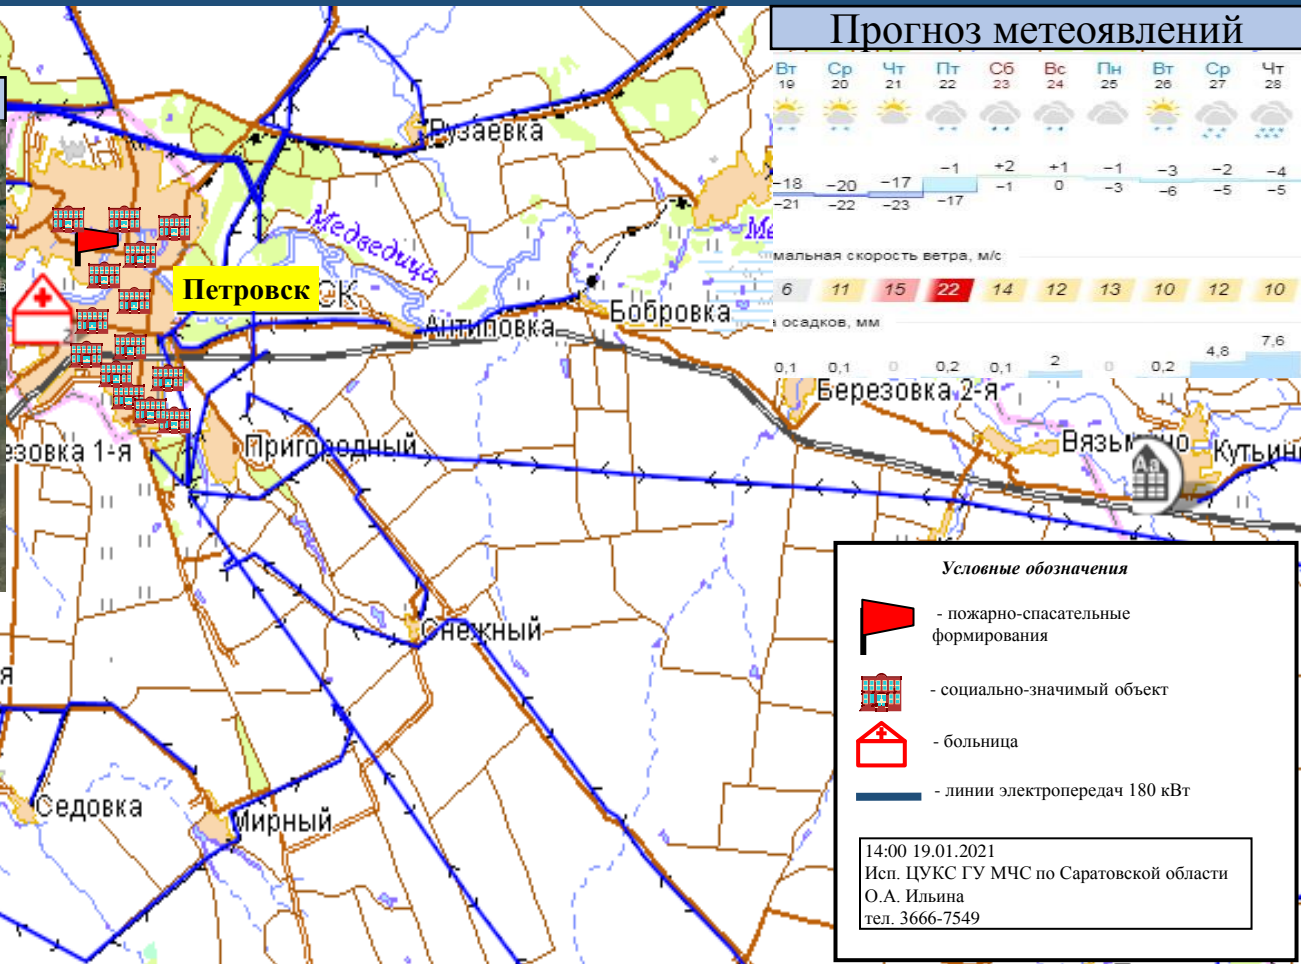 Прогноз метеоявлений
Вт Ср Чт Пт Сб Вс Пн Вт Ср Чт
19 20 21 22 23 24 25 26 27 28
−18 −20 −17 −1 +2 +1 −1 −3 −2 −4
−21 −22 −23 −17 −1 0 −3 −6 −5 −5
мальная скорость ветра, м/с
6 11 15 22 14 12 13 10 12 10
осадков, мм
0,1 0,1 0 0,2 0,1 2 0 0,2 4,8 7,6
Рузаевка
Медведица
Ме
Петровск
СК
Антиповка
Бобровка
Березовка 2-я
езовка 1-я
Пригородный
Кутьин
Аа
Снежный
я
Седовка
Мирный
Условные обозначения
- пожарно-спасательные
формирования
- социально-значимый объект
- больница
- линии электропередач 180 кВт
14:00 19.01.2021
Исп. ЦУКС ГУ МЧС по Саратовской области
О.А. Ильина
тел. 3666-7549